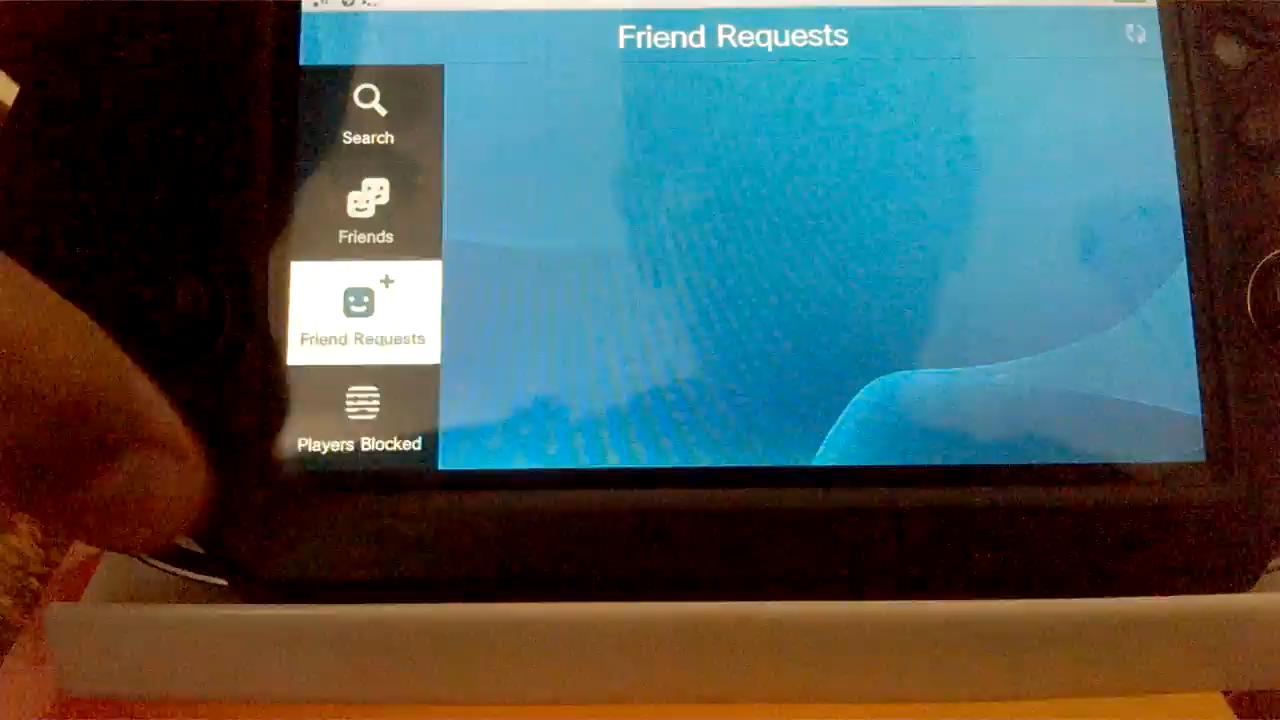 Friend Requests
Search
Friends
Friend Requests
Players Blocked